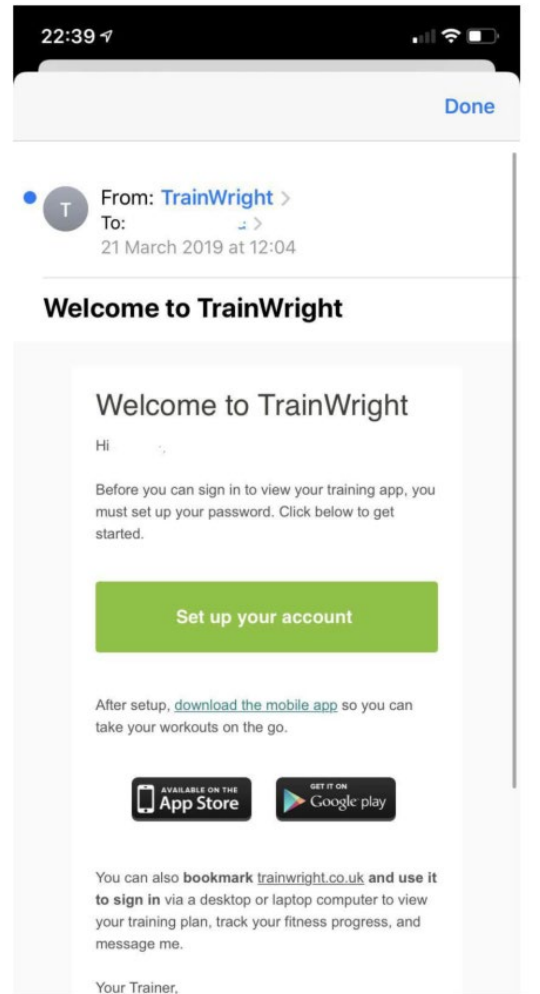 22:39
Done
T
From: TrainWright
To:
21 March 2019 at 12:04
Welcome to TrainWright
Welcome to TrainWright
Hi
Before you can sign in to view your training app, you
must set up your password. Click below to get
started.
Set up your account
After setup, download the mobile app so you can
take your workouts on the go.
AVAILABLE ON THE
App Store
GET IT ON
Google play
You can also bookmark trainwright.co.uk and use it
to sign in via a desktop or laptop computer to view
your training plan, track your fitness progress, and
message me.
Your Trainer,